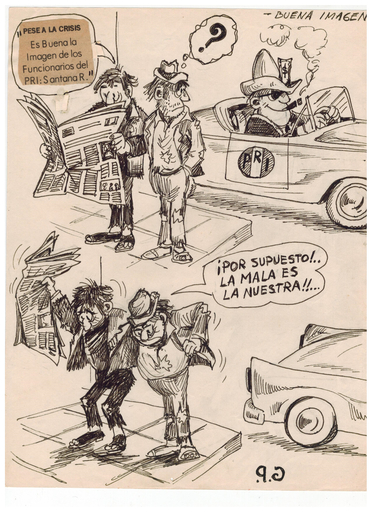 - BUENA IMAGEN
"PESE A LA CRISIS
Es Buena la
Imagen de los
Funcionarios del
PRI: Santana R."
?
PRI
¡POR SUPUESTO!..
LA MALA ES
LA NUESTRA!!...